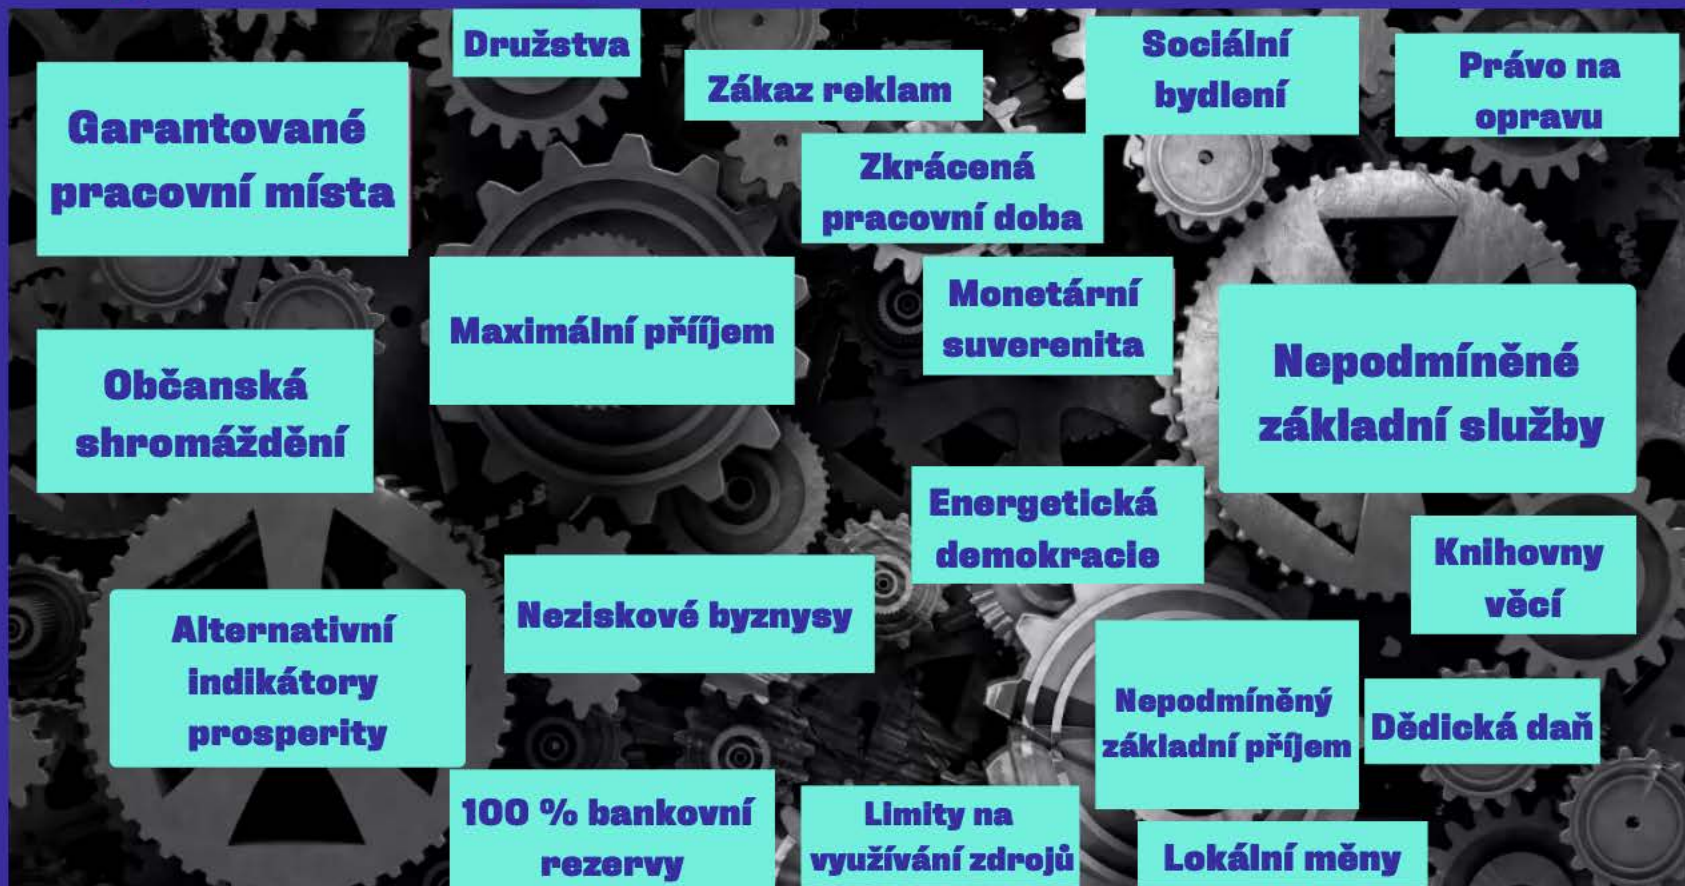 Družstva
Zákaz reklam
Sociální
bydlení
Právo na
opravu
Garantované
pracovní místa
Zkrácená
pracovní doba
Maximální přííjem
Monetární
suverenita
Nepodmíněné
základní služby
Občanská
shromáždění
Energetická
demokracie
Knihovny
věcí
Neziskové byznysy
Alternativní
indikátory
prosperity
Nepodmíněný
základní příjem
Dědická daň
100 % bankovní
rezervy
Limity na
využívání zdrojů
Lokální měny